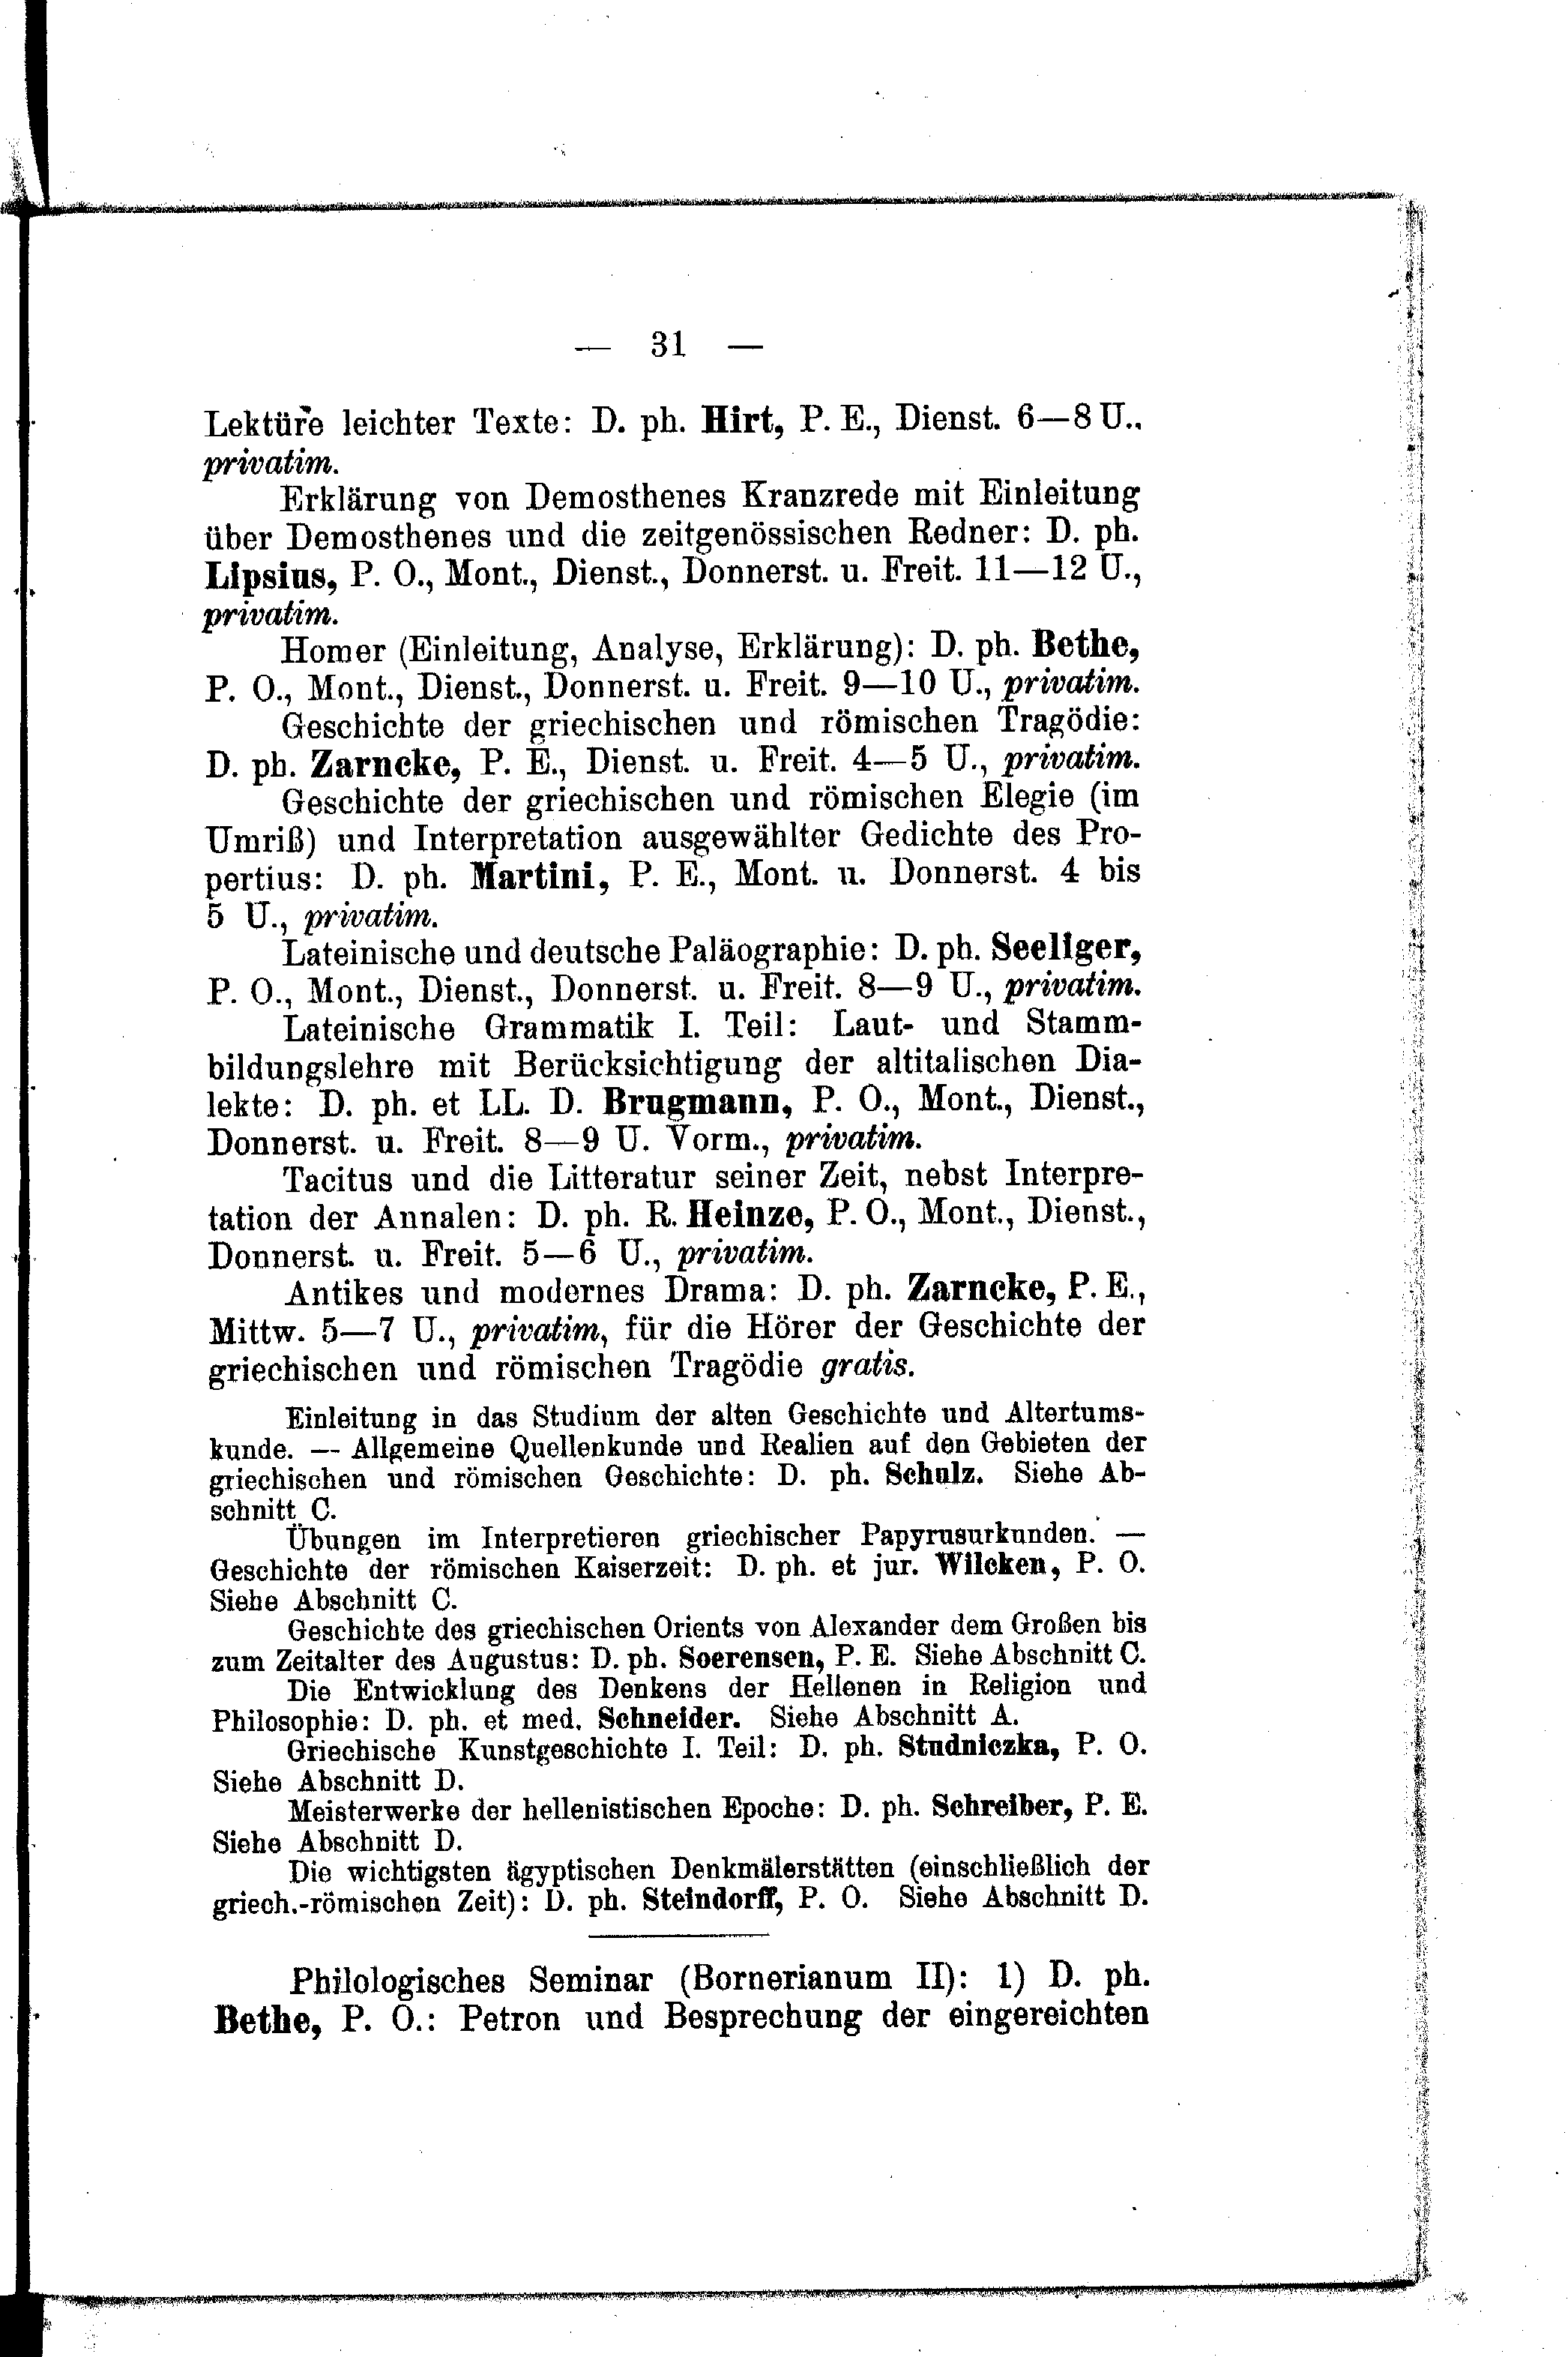 — 31 —
Lektüre leichter Texte: D. ph. Hirt, P. E., Dienst. 6—8 U.,
privatim.
Erklärung von Demosthenes Kranzrede mit Einleitung
über Demosthenes und die zeitgenössischen Redner: D. ph.
Lipsius, P. O., Mont., Dienst., Donnerst. u. Freit. 11—12 U.,
privatim.
Homer (Einleitung, Analyse, Erklärung): D. ph. Bethe,
P. O., Mont., Dienst., Donnerst. u. Freit. 9—10 U., privatim.
Geschichte der griechischen und römischen Tragödie:
D. ph. Zarncke, P. E., Dienst. u. Freit. 4—5 U., privatim.
Geschichte der griechischen und römischen Elegie (im
Umriß) und Interpretation ausgewählter Gedichte des Pro-
pertius: D. ph. Martini, P. E., Mont. u. Donnerst. 4 bis
5 U., privatim.
Lateinische und deutsche Paläographie: D. ph. Seeliger,
P. O., Mont., Dienst., Donnerst. u. Freit. 8—9 U., privatim.
Lateinische Grammatik I. Teil: Laut- und Stamm-
bildungslehre mit Berücksichtigung der altitalischen Dia-
lekte: D. ph. et LL. D. Brugmann, P. O., Mont., Dienst.,
Donnerst. u. Freit. 8—9 U. Vorm., privatim.
Tacitus und die Litteratur seiner Zeit, nebst Interpre-
tation der Annalen: D. ph. R. Heinze, P. O., Mont., Dienst.,
Donnerst. u. Freit. 5—6 U., privatim.
Antikes und modernes Drama: D. ph. Zarncke, P. E.,
Mittw. 5—7 U., privatim, für die Hörer der Geschichte der
griechischen und römischen Tragödie gratis.
Einleitung in das Studium der alten Geschichte und Altertums-
kunde. — Allgemeine Quellenkunde und Realien auf den Gebieten der
griechischen und römischen Geschichte: D. ph. Schulz. Siehe Ab-
schnitt C.
Übungen im Interpretieren griechischer Papyrusurkunden. —
Geschichte der römischen Kaiserzeit: D. ph. et jur. Wilcken, P. O.
Siehe Abschnitt C.
Geschichte des griechischen Orients von Alexander dem Großen bis
zum Zeitalter des Augustus: D. ph. Soerensen, P. E. Siehe Abschnitt C.
Die Entwicklung des Denkens der Hellenen in Religion und
Philosophie: D. ph. et med. Schneider. Siehe Abschnitt A.
Griechische Kunstgeschichte I. Teil: D. ph. Studniczka, P. O.
Siehe Abschnitt D.
Meisterwerke der hellenistischen Epoche: D. ph. Schreiber, P. E.
Siehe Abschnitt D.
Die wichtigsten ägyptischen Denkmälerstätten (einschließlich der
griech.-römischen Zeit): D. ph. Steindorff, P. O. Siehe Abschnitt D.
Philologisches Seminar (Bornerianum II): 1) D. ph.
Bethe, P. O.: Petron und Besprechung der eingereichten